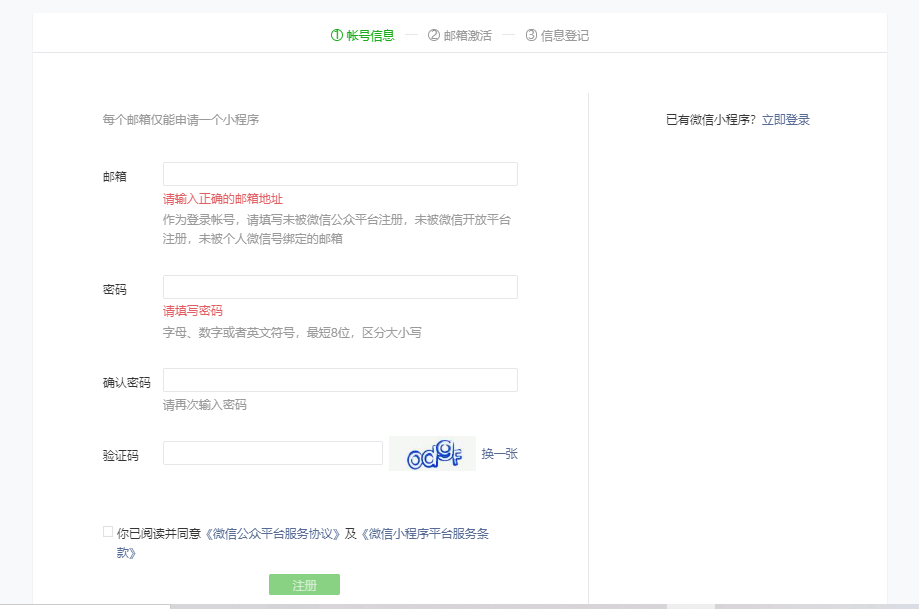 ① 帐号信息 — ② 邮箱激活 — ③ 信息登记
每个邮箱仅能申请一个小程序
已有微信小程序？立即登录
邮箱
请输入正确的邮箱地址
作为登录帐号，请填写未被微信公众平台注册，未被微信开放平台
注册，未被个人微信号绑定的邮箱
密码
请填写密码
字母、数字或者英文符号，最短8位，区分大小写
确认密码
请再次输入密码
验证码
odgf
换一张
你已阅读并同意《微信公众平台服务协议》及《微信小程序平台服务条
款》
注册